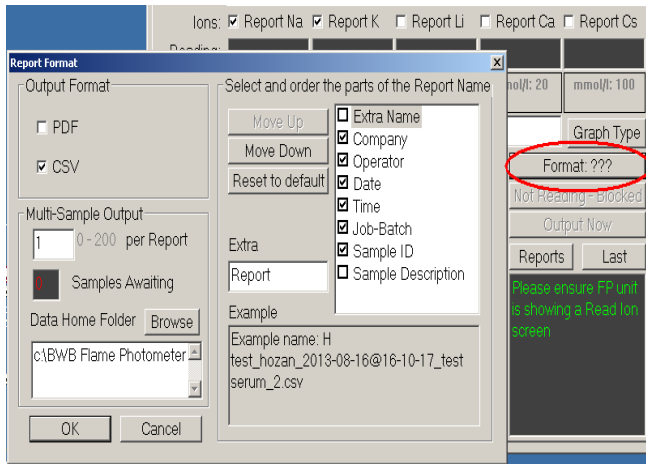 Ions: Report Na Report K Report Li Report Ca Report Cs
Reading:
Report Format x
Output Format
PDF
CSV
Multi-Sample Output
1 0 - 200 per Report
Samples Awaiting
Data Home Folder Browse
c:\BWB Flame Photometer
OK Cancel
Select and order the parts of the Report Name
Move Up
Move Down
Reset to default
Extra Name
Company
Operator
Date
Time
Job-Batch
Sample ID
Sample Description
Extra
Report
Example
Example name: H
test_hozan_2013-08-16@16-10-17_test
serum_2.csv
mol/l: 20 mmol/l: 100
Graph Type
Format: ???
Not Reading - Blocked
Output Now
Reports Last
Please ensure FP unit
is showing a Read Ion
screen